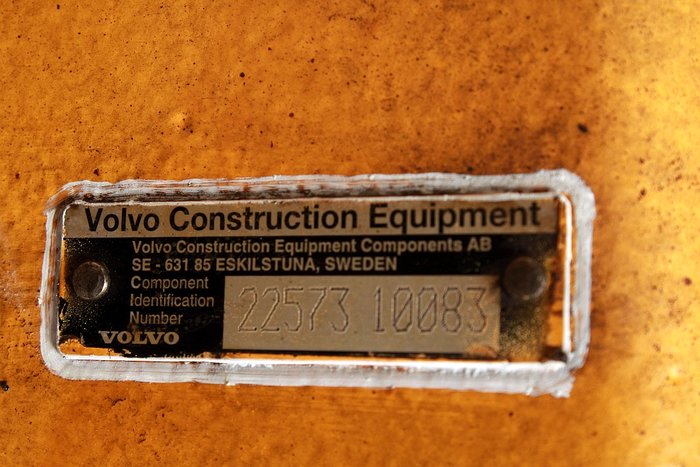 Volvo Construction Equipment
Volvo Construction Equipment Components AB
SE - 631 85 ESKILSTUNA, SWEDEN
Component
Identification
Number
22573 10083
VOLVO